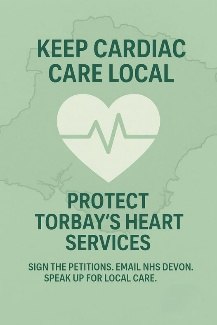 KEEP CARDIAC
CARE LOCAL
PROTECT
TORBAY'S HEART
SERVICES
SIGN THE PETITIONS. EMAIL NHS DEVON.
SPEAK UP FOR LOCAL CARE.